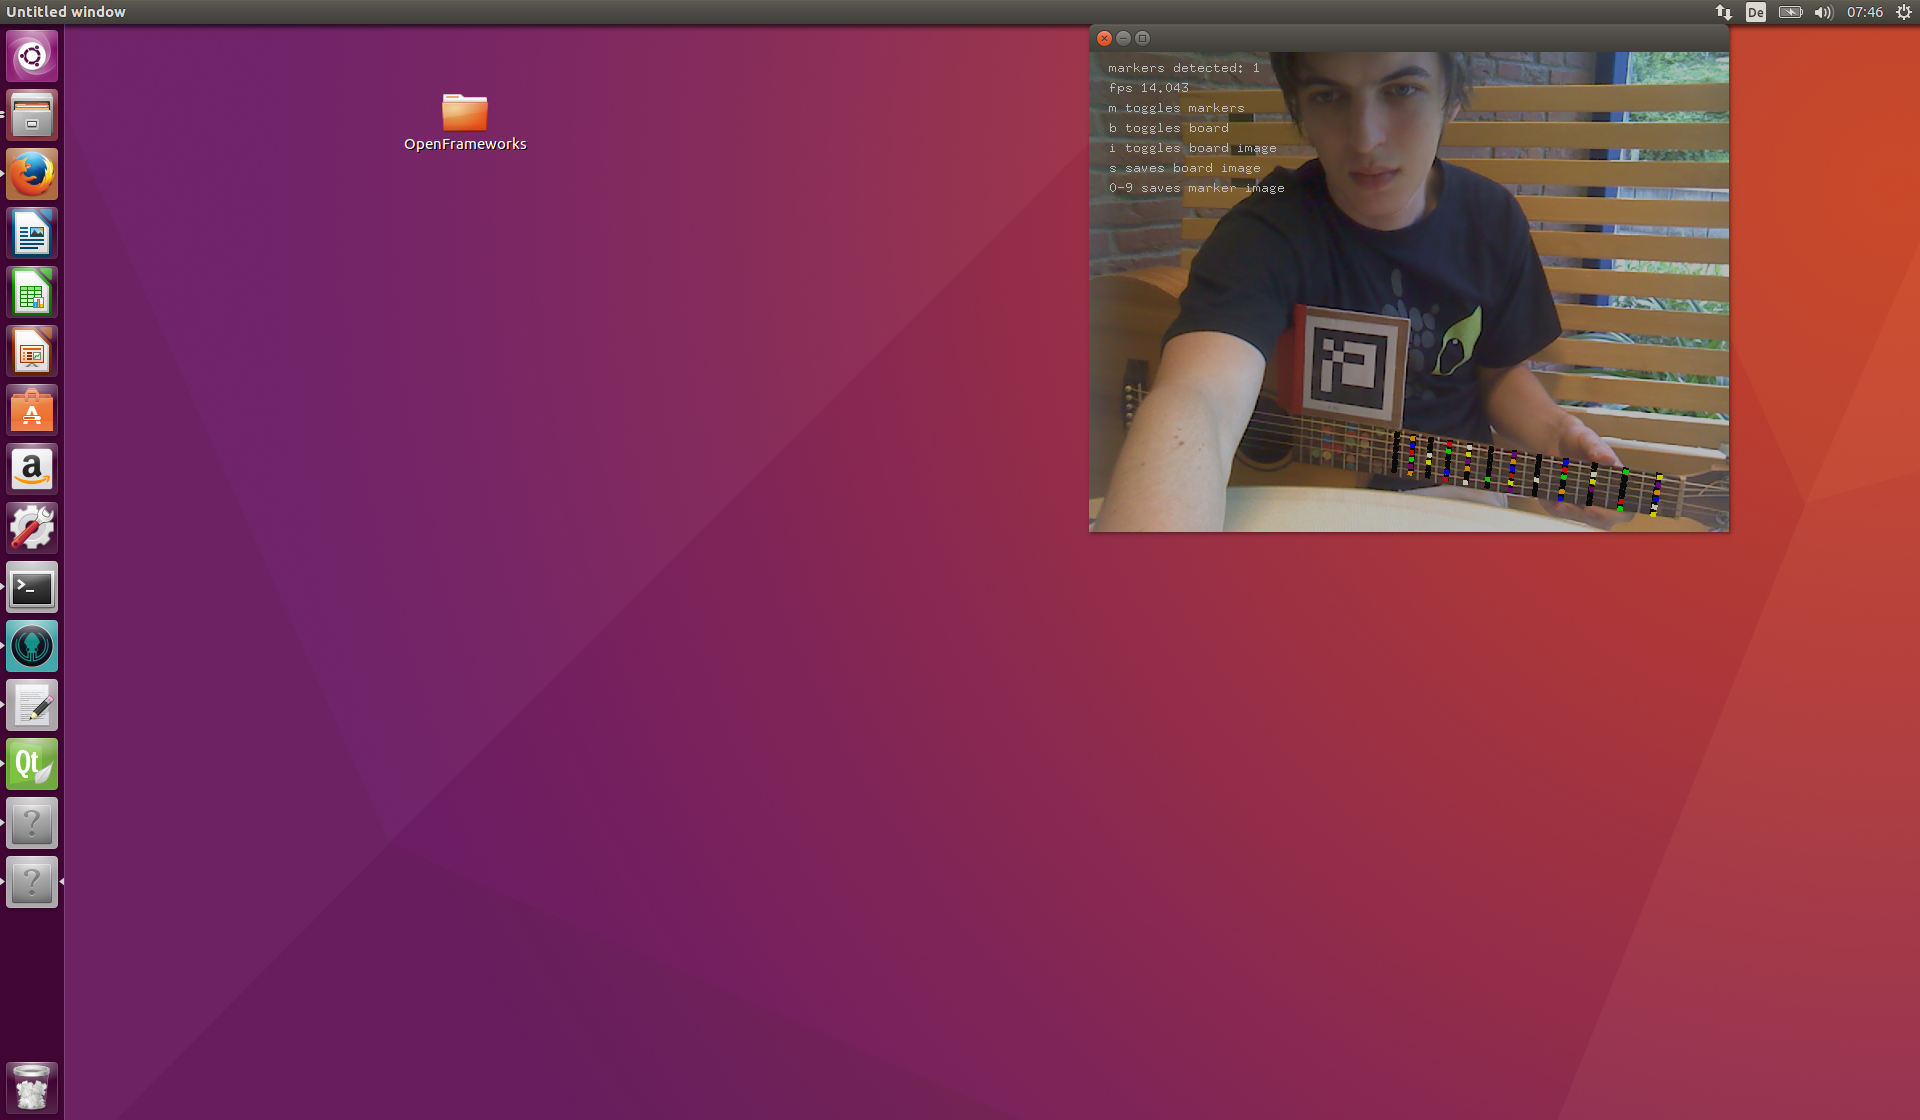 Untitled window
De
07:46
OpenFrameworks
markers detected: 1
fps 14.043
m toggles markers
b toggles board
i toggles board image
s saves board image
0-9 saves marker image
a
>_
Qt
?
?